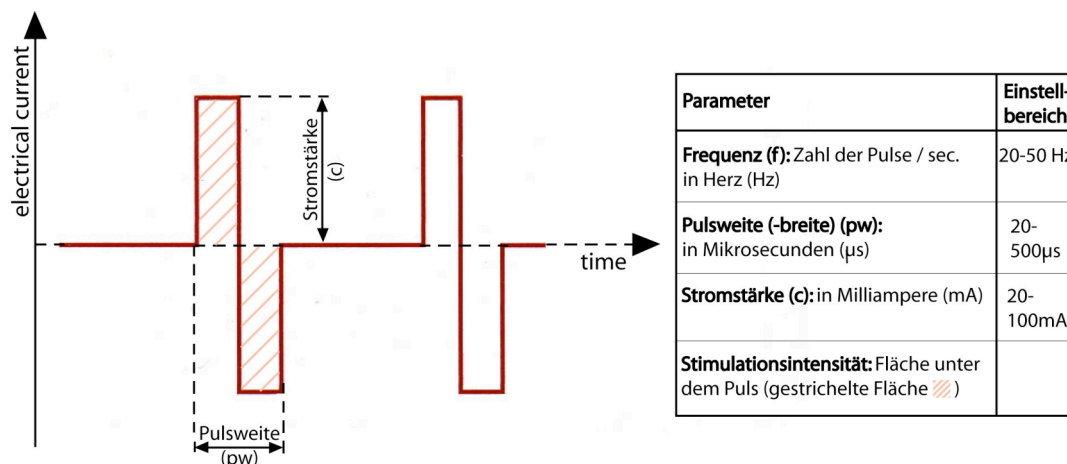 electrical current
Stromstärke
(c)
time
Pulsweite
(pw)
Parameter
Einstell-
bereich
Frequenz (f): Zahl der Pulse / sec.
in Herz (Hz)
20-50 Hz
Pulsweite (-breite) (pw):
in Mikrosecunden (µs)
20-
500µs
Stromstärke (c): in Milliampere (mA)
20-
100mA
Stimulationsintensität: Fläche unter
dem Puls (gestrichelte Fläche )